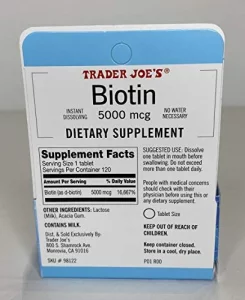 TRADER JOE'S®
Biotin
INSTANT DISSOLVING
5000 mcg
NO WATER NECESSARY
DIETARY SUPPLEMENT
Supplement Facts
Serving Size 1 tablet
Servings Per Container 120
Amount Per Serving % Daily Value
Biotin (as d-biotin) 5000 mcg 16,667%
OTHER INGREDIENTS: Lactose
(Milk), Acacia Gum.
CONTAINS MILK.
Dist. & Sold Exclusively By:
Trader Joe's
800 S. Shamrock Ave.
Monrovia, CA 91016
SKU # 98122
SUGGESTED USE: Dissolve
one tablet in mouth before
swallowing. Do not exceed
more than one tablet daily.
People with medical concerns
should check with their
physician before using this or
any dietary supplement.
Tablet Size
KEEP OUT OF REACH OF
CHILDREN.
Keep container closed.
Store in a cool, dry place.